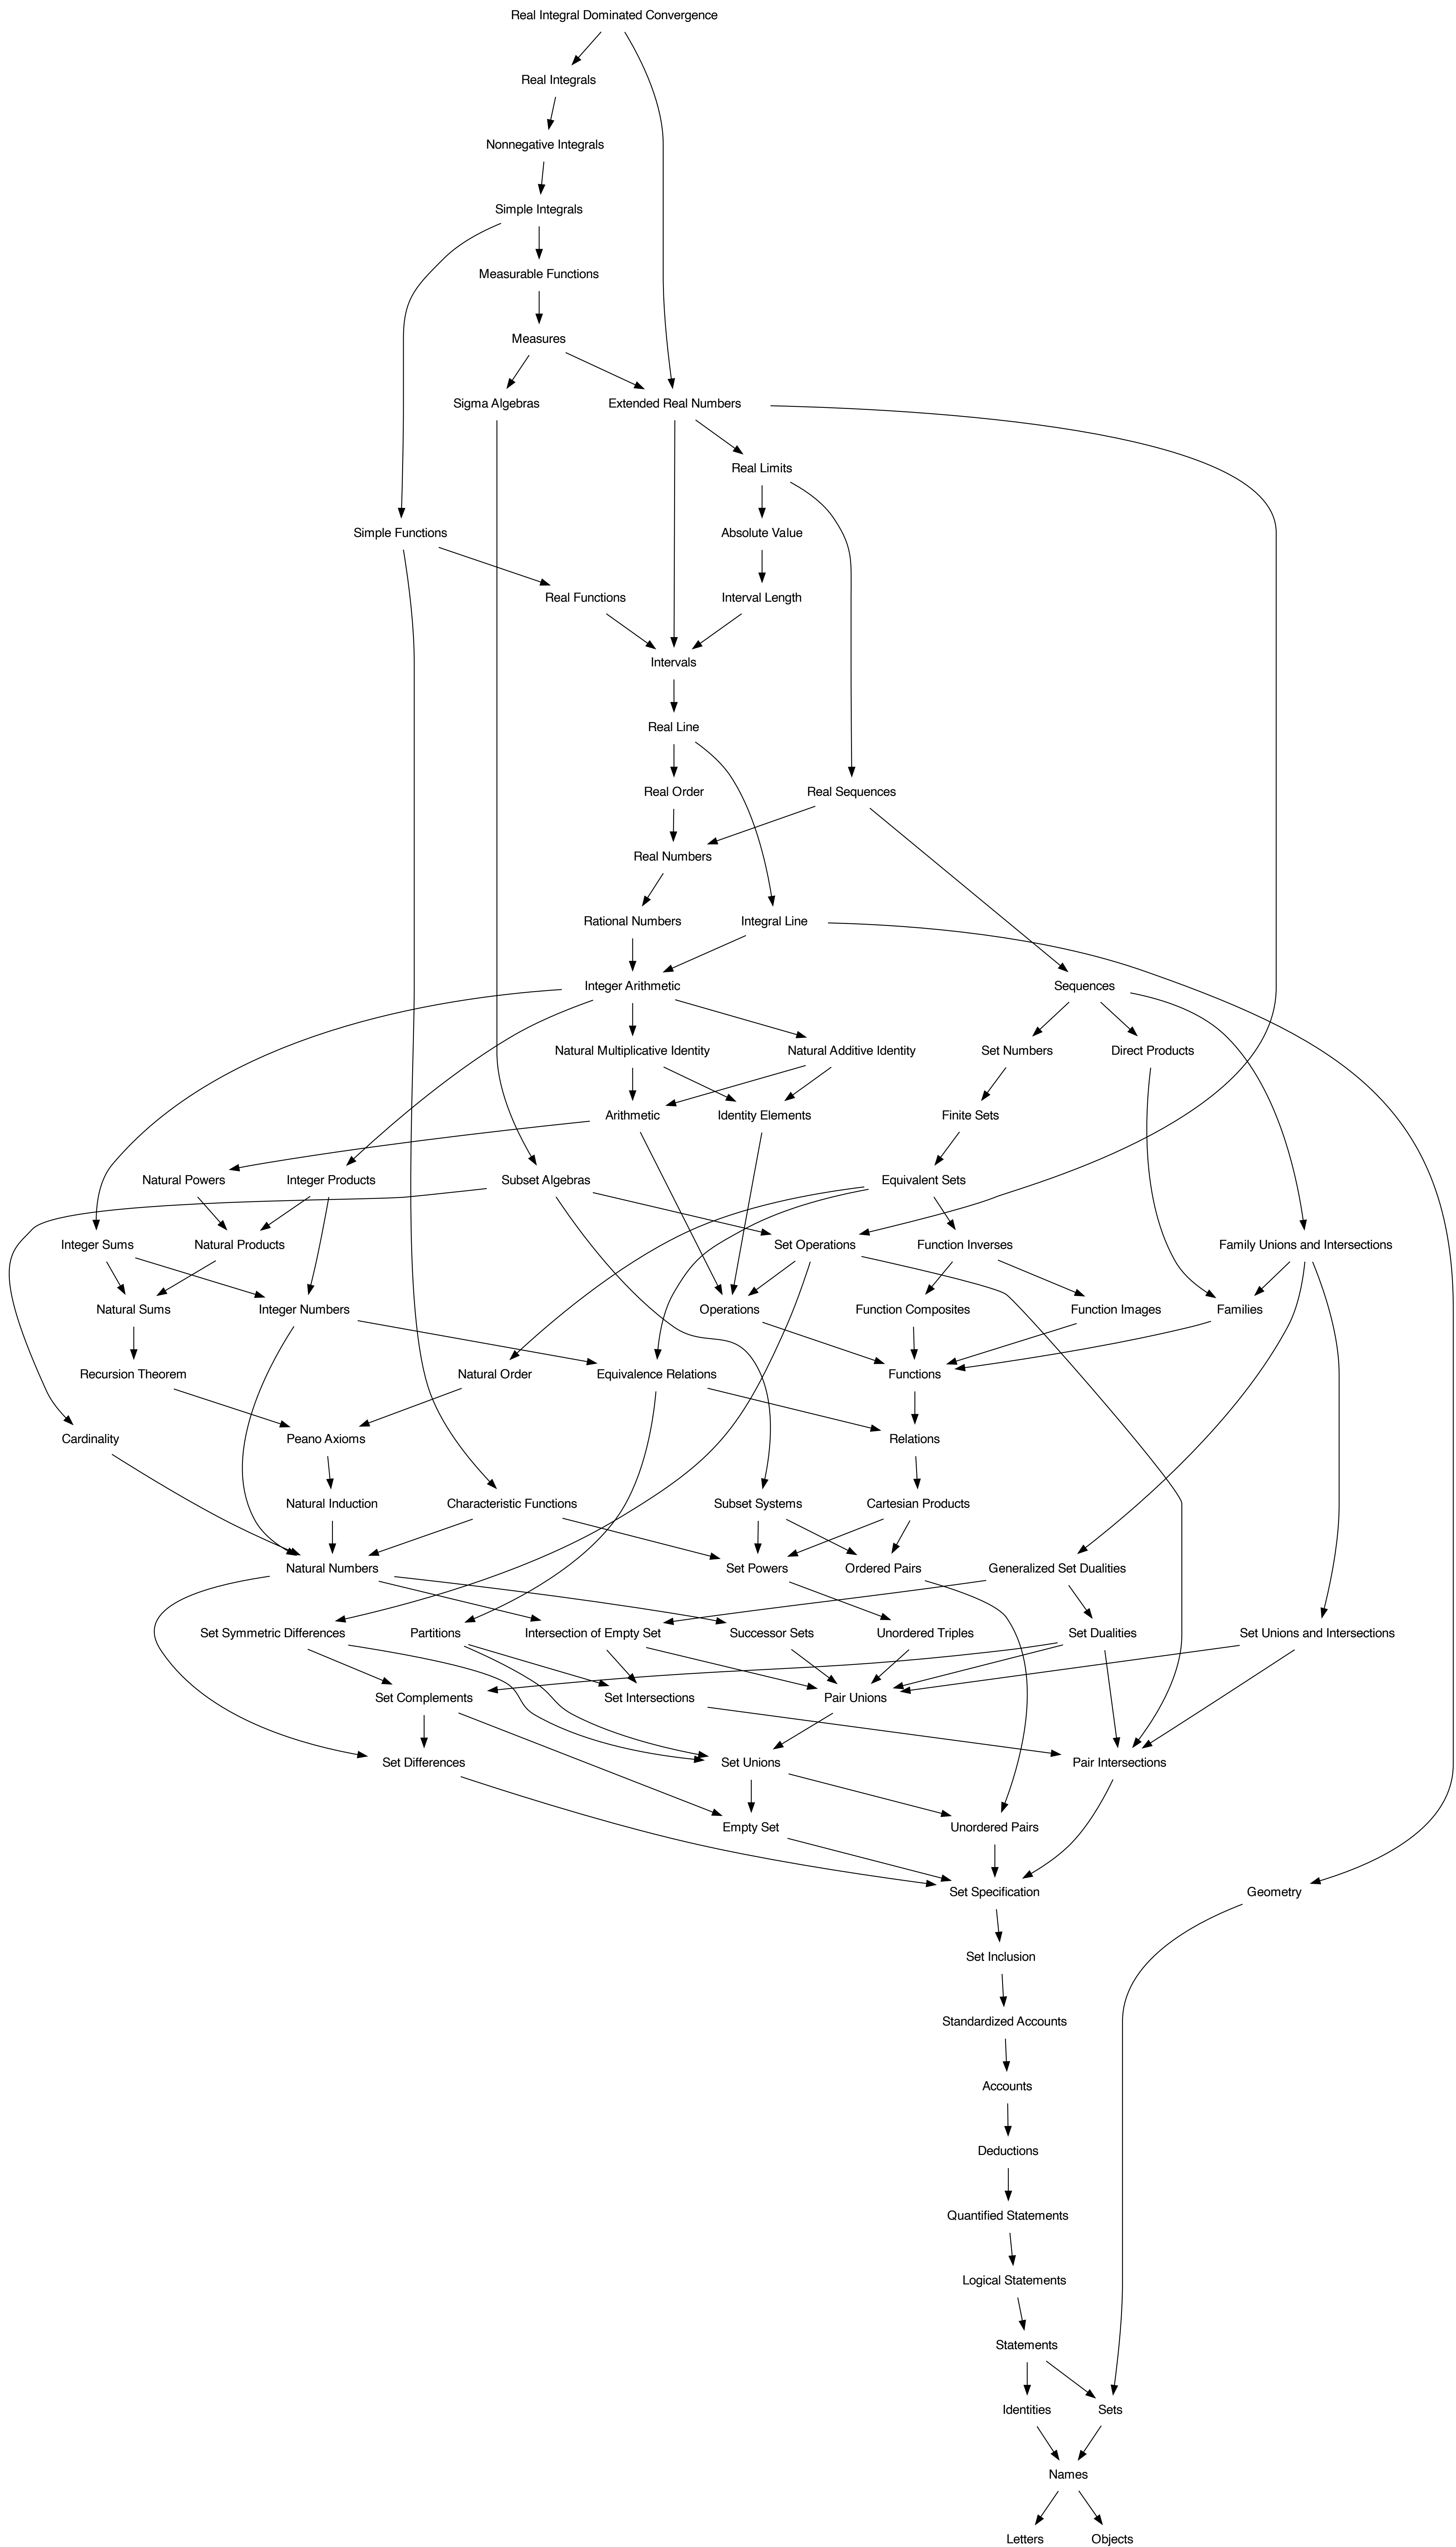 Real Integral Dominated Convergence
Real Integrals
Nonnegative Integrals
Simple Integrals
Measurable Functions
Measures
Sigma Algebras
Extended Real Numbers
Real Limits
Simple Functions
Absolute Value
Real Functions
Interval Length
Intervals
Real Line
Real Order
Real Sequences
Real Numbers
Rational Numbers
Integral Line
Integer Arithmetic
Sequences
Natural Multiplicative Identity
Natural Additive Identity
Set Numbers
Direct Products
Arithmetic
Identity Elements
Finite Sets
Natural Powers
Integer Products
Subset Algebras
Equivalent Sets
Integer Sums
Natural Products
Set Operations
Function Inverses
Family Unions and Intersections
Natural Sums
Integer Numbers
Operations
Function Composites
Function Images
Families
Recursion Theorem
Natural Order
Equivalence Relations
Functions
Cardinality
Peano Axioms
Relations
Natural Induction
Characteristic Functions
Subset Systems
Cartesian Products
Natural Numbers
Set Powers
Ordered Pairs
Generalized Set Dualities
Set Symmetric Differences
Partitions
Intersection of Empty Set
Successor Sets
Unordered Triples
Set Dualities
Set Unions and Intersections
Set Complements
Set Intersections
Pair Unions
Set Differences
Set Unions
Pair Intersections
Empty Set
Unordered Pairs
Set Specification
Geometry
Set Inclusion
Standardized Accounts
Accounts
Deductions
Quantified Statements
Logical Statements
Statements
Identities
Sets
Names
Letters
Objects